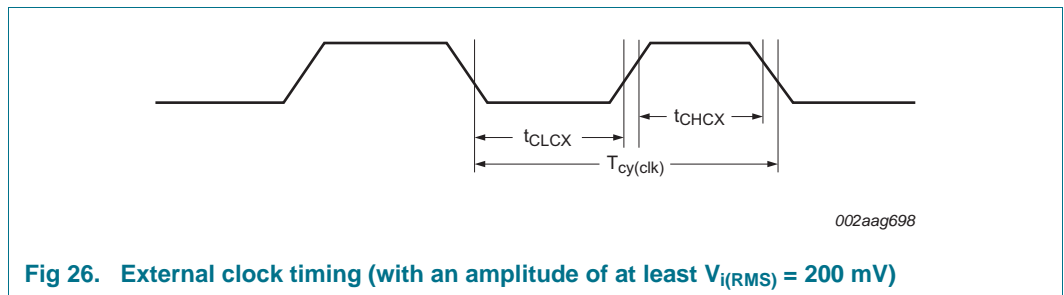 tCLCX
tCHCX
Tcy(clk)
002aag698
Fig 26. External clock timing (with an amplitude of at least Vi(RMS) = 200 mV)